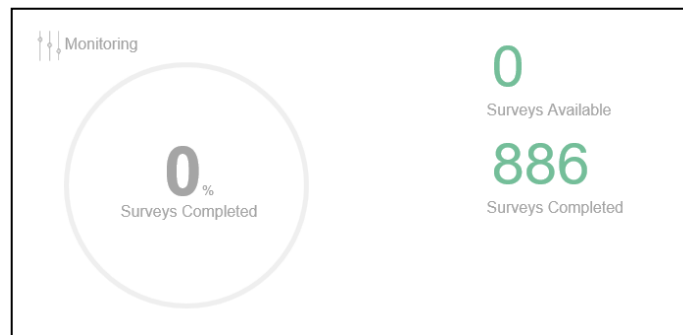 Monitoring
0%
Surveys Completed
0
Surveys Available
886
Surveys Completed